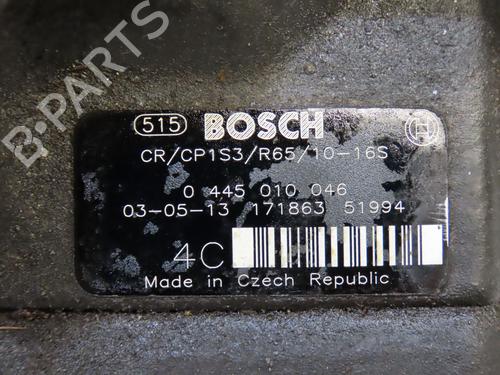 B-PARTS
515 BOSCH
CR/CP1S3/R65/10-16S
0 445 010 046
03-05-13 171863 51994
4C
Made in Czech Republic